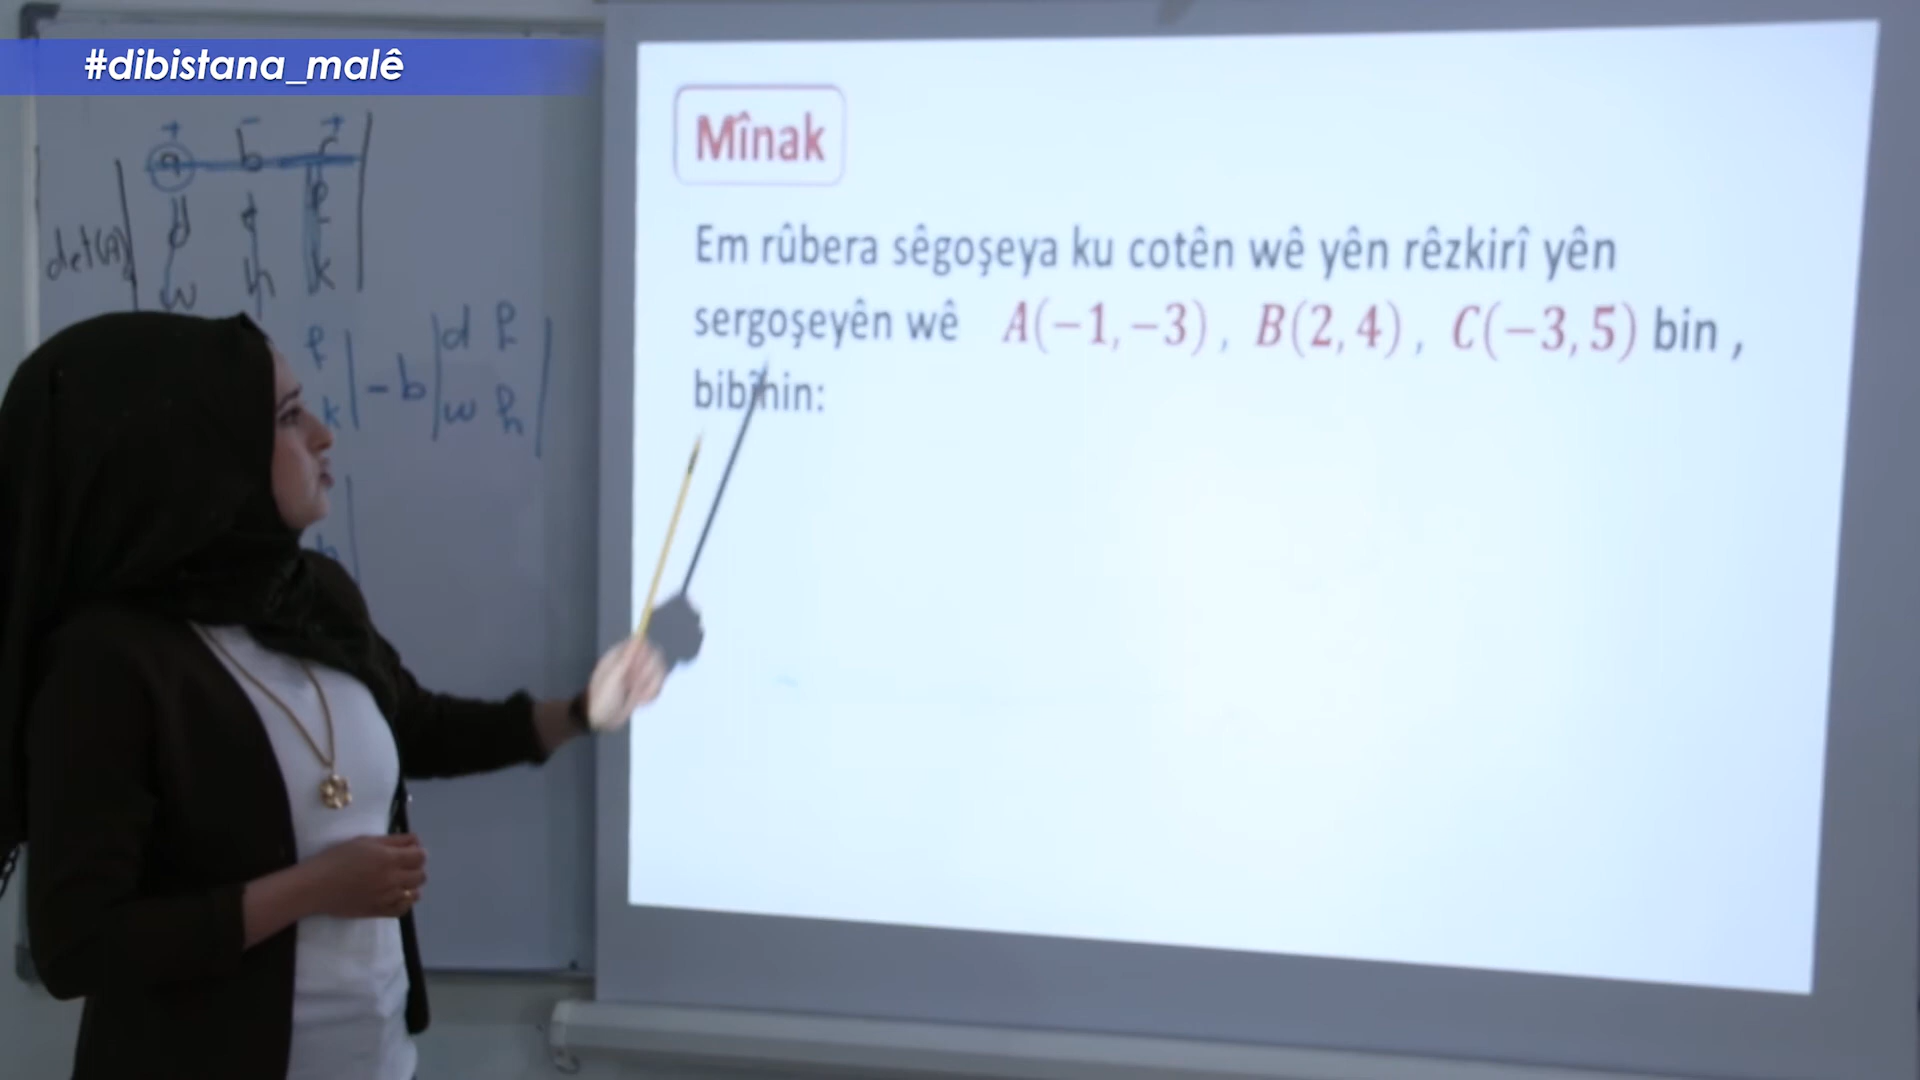 #dibistana_malê
Mînak
Em rûbera sêgoşeya ku cotên wê yên rêzkirî yên
sergoşeyên wê A(−1,−3), B(2,4), C(−3,5) bin ,
bibînin:
det(A)
a b
d
w h k
k | - b | d
w